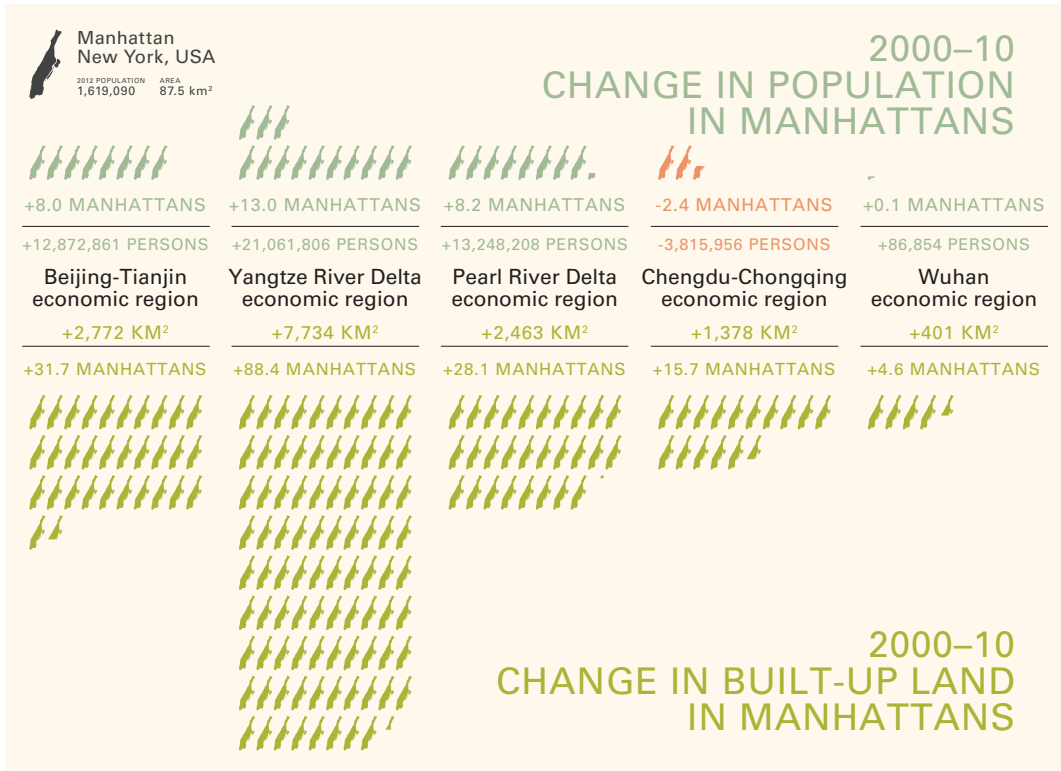 Manhattan
New York, USA
2012 POPULATION AREA
1,619,090 87.5 km²
2000–10
CHANGE IN POPULATION
IN MANHATTANS
+8.0 MANHATTANS +13.0 MANHATTANS +8.2 MANHATTANS -2.4 MANHATTANS +0.1 MANHATTANS
+12,872,861 PERSONS +21,061,806 PERSONS +13,248,208 PERSONS -3,815,956 PERSONS +86,854 PERSONS
Beijing-Tianjin Yangtze River Delta Pearl River Delta Chengdu-Chongqing Wuhan
economic region economic region economic region economic region economic region
+2,772 KM² +7,734 KM² +2,463 KM² +1,378 KM² +401 KM²
+31.7 MANHATTANS +88.4 MANHATTANS +28.1 MANHATTANS +15.7 MANHATTANS +4.6 MANHATTANS
2000–10
CHANGE IN BUILT-UP LAND
IN MANHATTANS